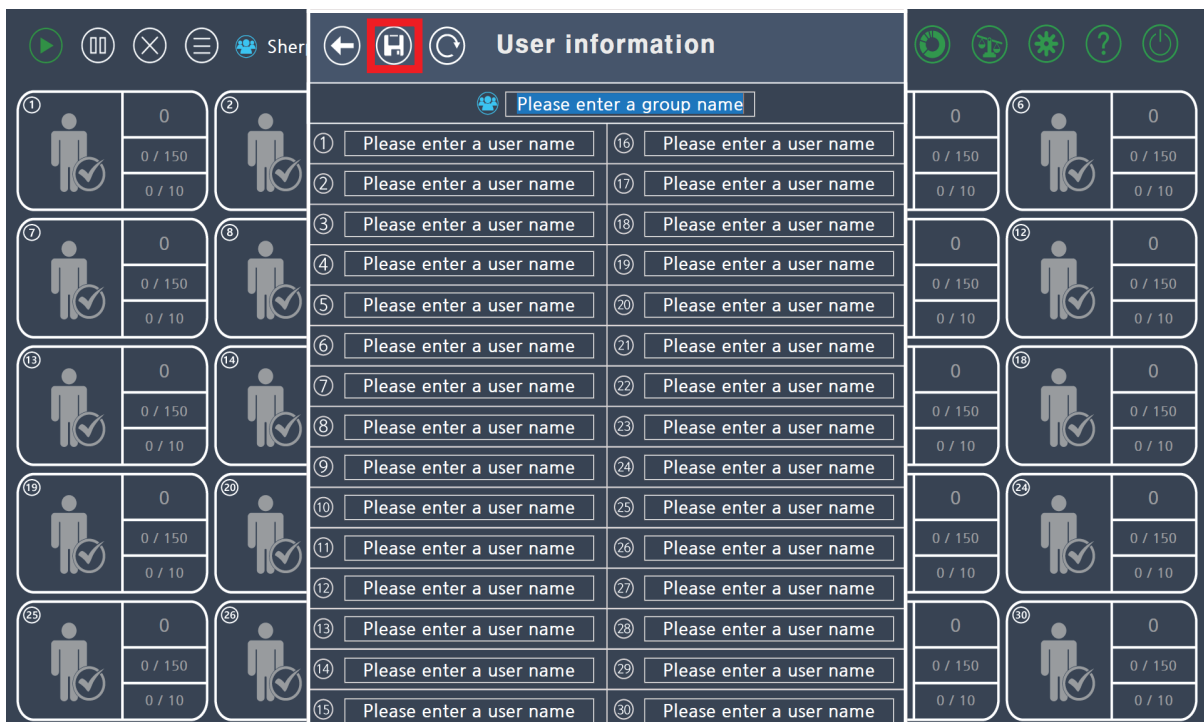 Sher
User information
Please enter a group name
① Please enter a user name
⑯ Please enter a user name
② Please enter a user name
⑰ Please enter a user name
③ Please enter a user name
⑱ Please enter a user name
④ Please enter a user name
⑲ Please enter a user name
⑤ Please enter a user name
⑳ Please enter a user name
⑥ Please enter a user name
㉑ Please enter a user name
⑦ Please enter a user name
㉒ Please enter a user name
⑧ Please enter a user name
㉓ Please enter a user name
⑨ Please enter a user name
㉔ Please enter a user name
⑩ Please enter a user name
㉕ Please enter a user name
⑪ Please enter a user name
㉖ Please enter a user name
⑫ Please enter a user name
㉗ Please enter a user name
⑬ Please enter a user name
㉘ Please enter a user name
⑭ Please enter a user name
㉙ Please enter a user name
⑮ Please enter a user name
㉚ Please enter a user name
① 0
0 / 150
0 / 10
②
0
0 / 150
0 / 10
⑥ 0
0 / 150
0 / 10
⑦ 0
0 / 150
0 / 10
⑧
0
0 / 150
0 / 10
⑫ 0
0 / 150
0 / 10
⑬ 0
0 / 150
0 / 10
⑭
0
0 / 150
0 / 10
⑱ 0
0 / 150
0 / 10
⑲ 0
0 / 150
0 / 10
⑳
0
0 / 150
0 / 10
㉔ 0
0 / 150
0 / 10
㉕ 0
0 / 150
0 / 10
㉖
0
0 / 150
0 / 10
㉚ 0
0 / 150
0 / 10